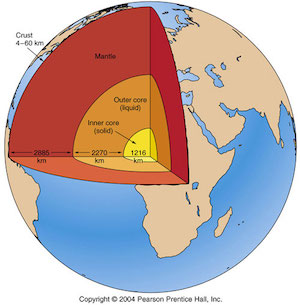 Crust
4–60 km
Mantle
Outer core
(liquid)
Inner core
(solid)
2885
km
2270
km
1216
km
Copyright © 2004 Pearson Prentice Hall, Inc.